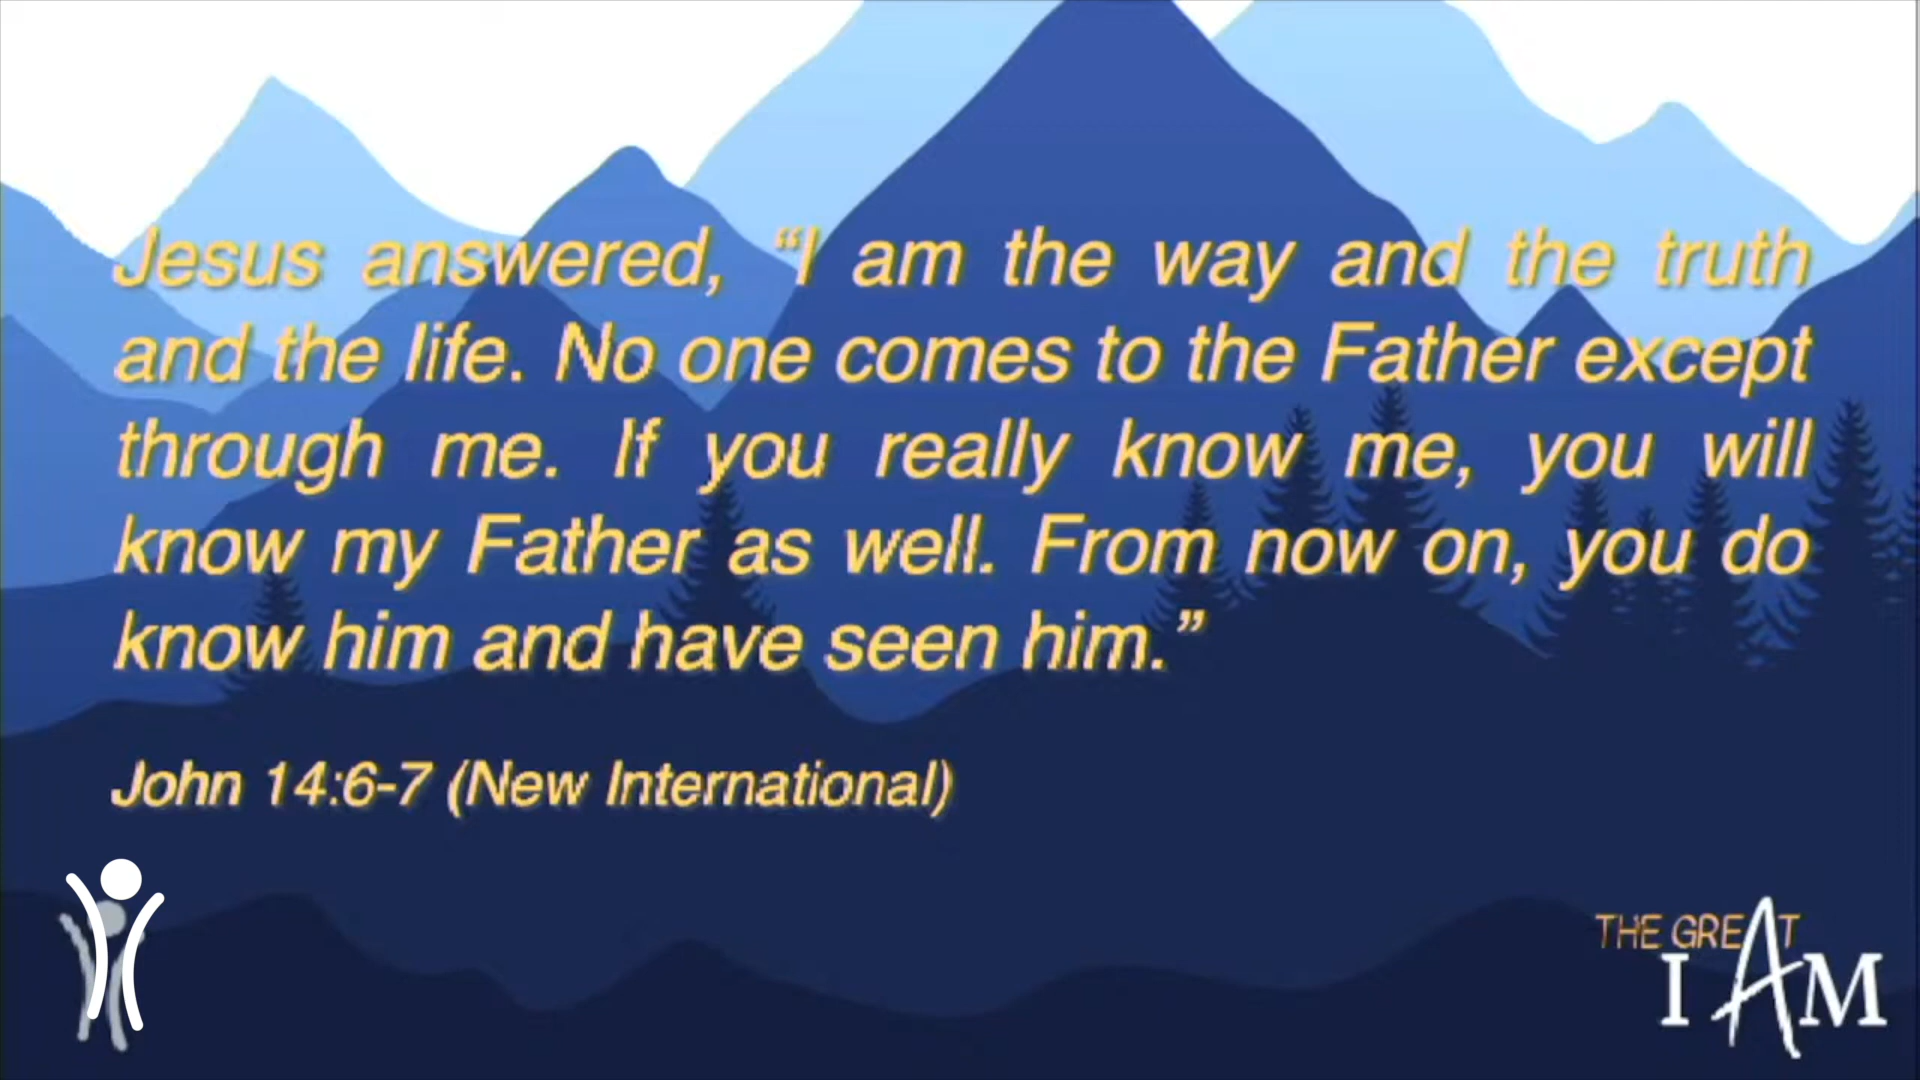 Jesus answered, “I am the way and the truth
and the life. No one comes to the Father except
through me. If you really know me, you will
know my Father as well. From now on, you do
know him and have seen him.”
John 14:6-7 (New International)
THE GREAT
I AM